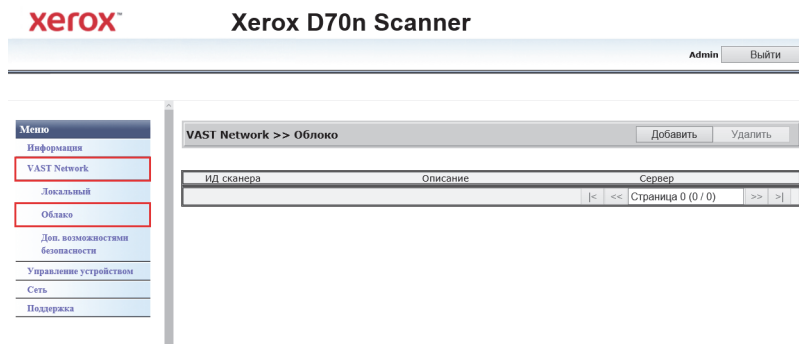 xerox™
Xerox D70n Scanner
Admin Выйти
Меню
Информация
VAST Network
Локальный
Облако
Доп. возможностями
безопасности
Управление устройством
Сеть
Поддержка
VAST Network >> Облако
Добавить Удалить
ИД сканера Описание Сервер
|< << Страница 0 (0 / 0) >> >|